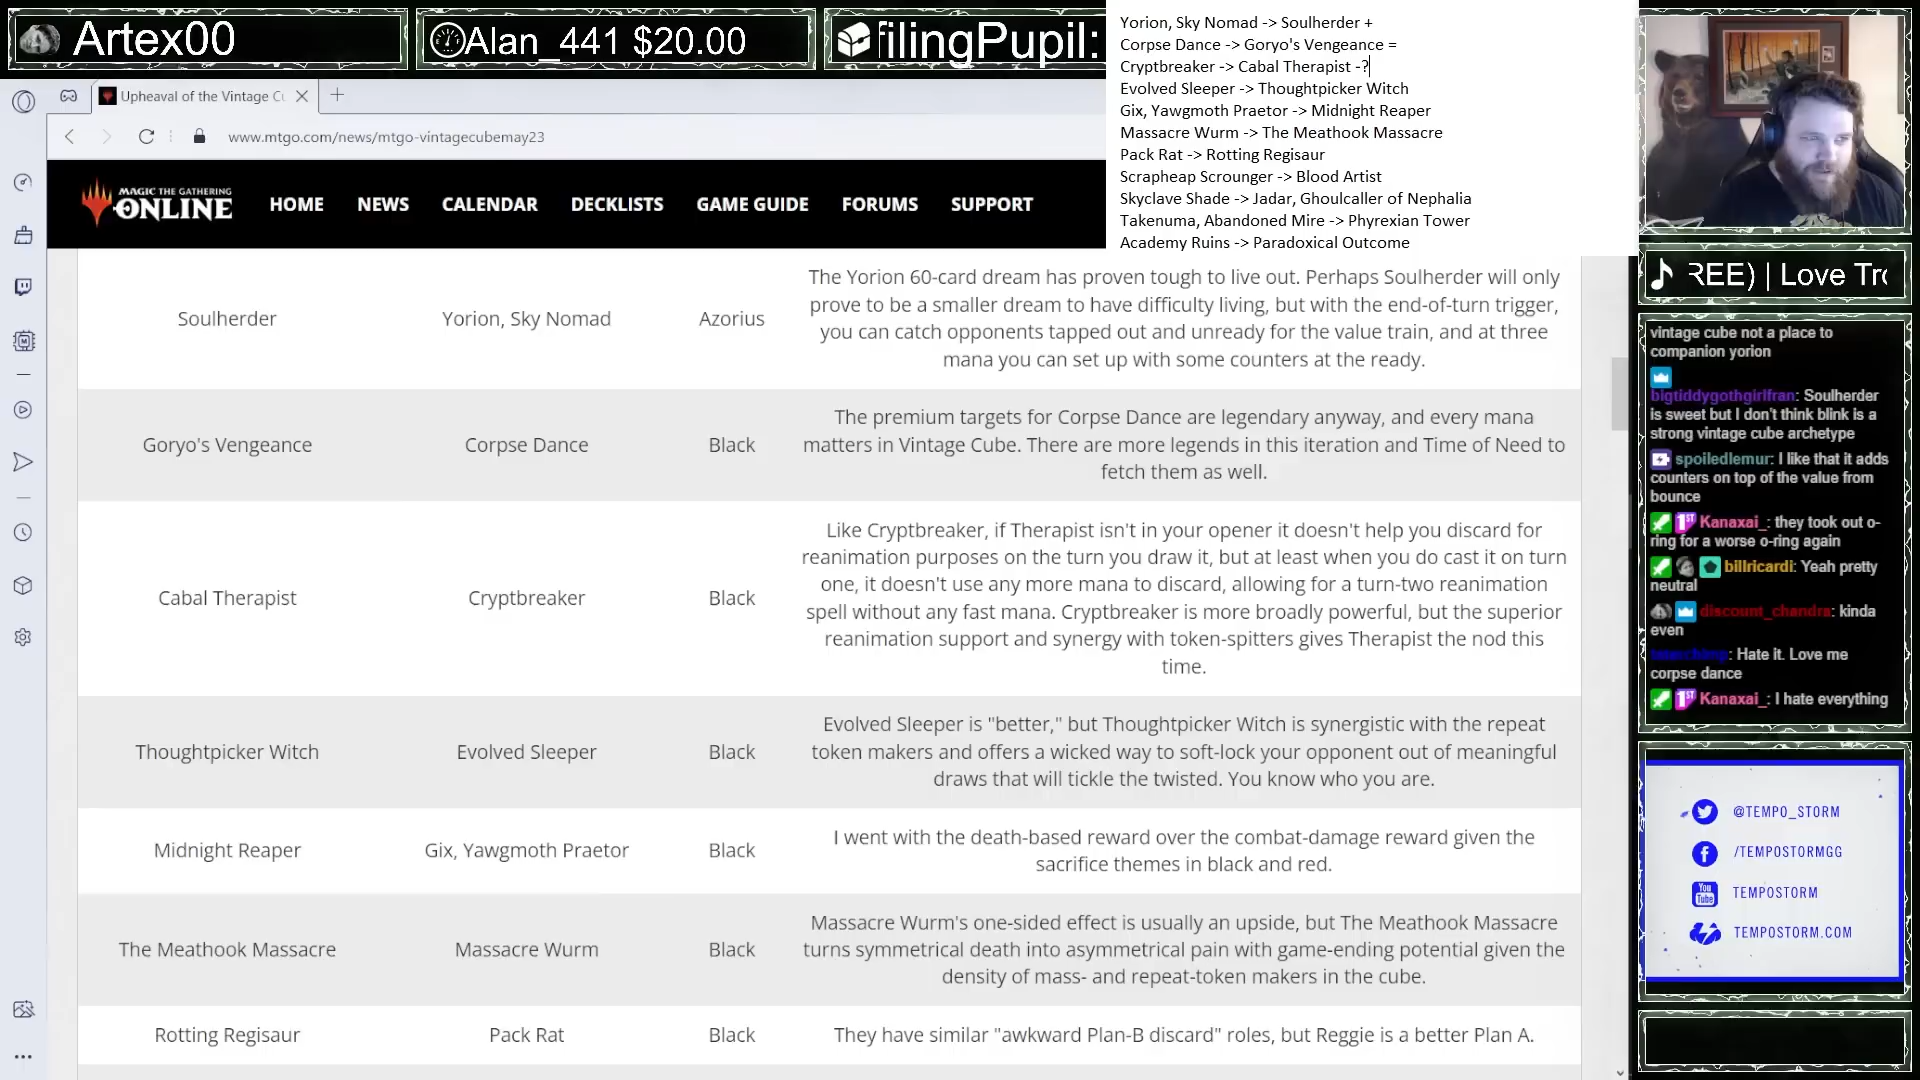 Artex00
Alan_441 $20.00
filingPupil:
Yorion, Sky Nomad -> Soulherder +
Corpse Dance -> Goryo's Vengeance =
Cryptbreaker -> Cabal Therapist -?
Evolved Sleeper -> Thoughtpicker Witch
Gix, Yawgmoth Praetor -> Midnight Reaper
Massacre Wurm -> The Meathook Massacre
Pack Rat -> Rotting Regisaur
Scrapheap Scrounger -> Blood Artist
Skyclave Shade -> Jadar, Ghoulcaller of Nephalia
Takenuma, Abandoned Mire -> Phyrexian Tower
Academy Ruins -> Paradoxical Outcome
Upheaval of the Vintage Cu
www.mtgo.com/news/mtgo-vintagecubemay23
MAGIC THE GATHERING
ONLINE
HOME NEWS CALENDAR DECKLISTS GAME GUIDE FORUMS SUPPORT
Soulherder
Yorion, Sky Nomad
Azorius
The Yorion 60-card dream has proven tough to live out. Perhaps Soulherder will only
prove to be a smaller dream to have difficulty living, but with the end-of-turn trigger,
you can catch opponents tapped out and unready for the value train, and at three
mana you can set up with some counters at the ready.
Goryo's Vengeance
Corpse Dance
Black
The premium targets for Corpse Dance are legendary anyway, and every mana
matters in Vintage Cube. There are more legends in this iteration and Time of Need to
fetch them as well.
Cabal Therapist
Cryptbreaker
Black
Like Cryptbreaker, if Therapist isn't in your opener it doesn't help you discard for
reanimation purposes on the turn you draw it, but at least when you do cast it on turn
one, it doesn't use any more mana to discard, allowing for a turn-two reanimation
spell without any fast mana. Cryptbreaker is more broadly powerful, but the superior
reanimation support and synergy with token-spitters gives Therapist the nod this
time.
Thoughtpicker Witch
Evolved Sleeper
Black
Evolved Sleeper is "better," but Thoughtpicker Witch is synergistic with the repeat
token makers and offers a wicked way to soft-lock your opponent out of meaningful
draws that will tickle the twisted. You know who you are.
Midnight Reaper
Gix, Yawgmoth Praetor
Black
I went with the death-based reward over the combat-damage reward given the
sacrifice themes in black and red.
The Meathook Massacre
Massacre Wurm
Black
Massacre Wurm's one-sided effect is usually an upside, but The Meathook Massacre
turns symmetrical death into asymmetrical pain with game-ending potential given the
density of mass- and repeat-token makers in the cube.
Rotting Regisaur
Pack Rat
Black
They have similar "awkward Plan-B discard" roles, but Reggie is a better Plan A.
REE) | Love Tr
vintage cube not a place to
companion yorion
bigtiddygothgirlfran: Soulherder
is sweet but I don't think blink is a
strong vintage cube archetype
spoiledlemur: I like that it adds
counters on top of the value from
bounce
Kanaxai_: they took out o-
ring for a worse o-ring again
billricardi: Yeah pretty
neutral
discount_chandra: kinda
even
: Hate it. Love me
corpse dance
Kanaxai_: I hate everything
@TEMPO_STORM
/TEMPOSTORMGG
You
Tube
TEMPOSTORM
TEMPOSTORM.COM